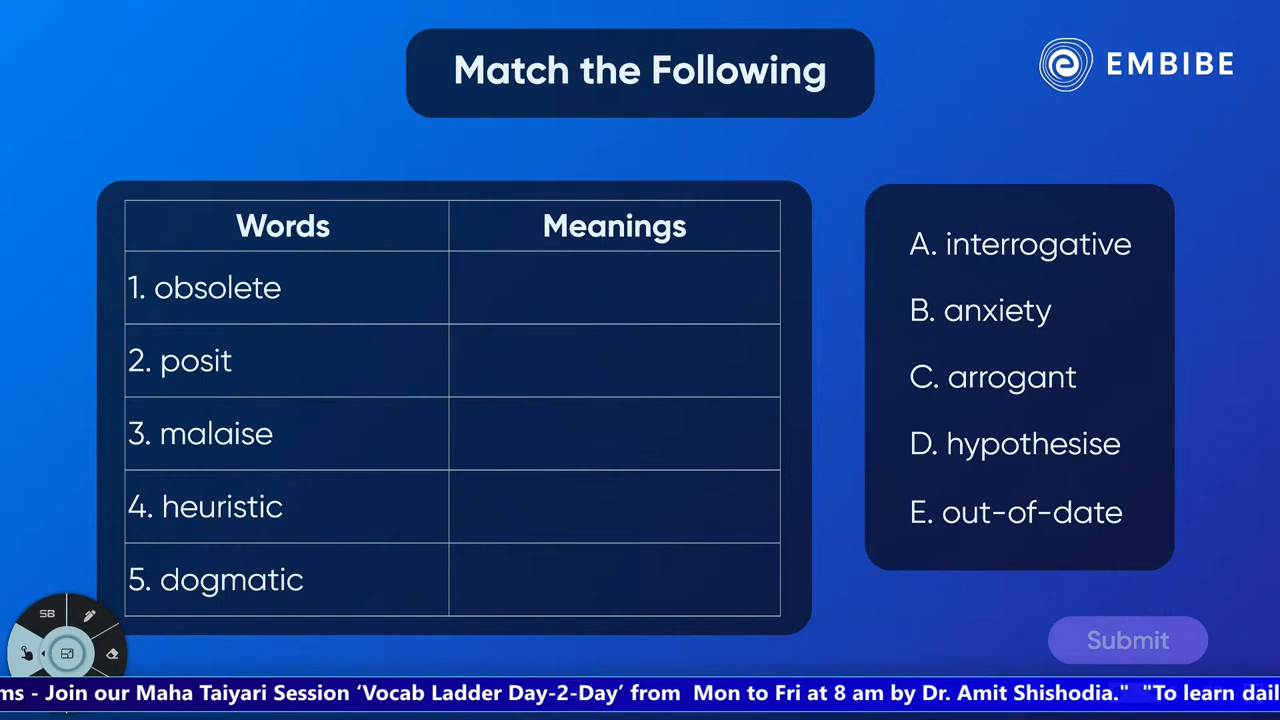 Match the Following
EMBIBE
Words Meanings
1. obsolete
2. posit
3. malaise
4. heuristic
5. dogmatic
A. interrogative
B. anxiety
C. arrogant
D. hypothesise
E. out-of-date
SB
Submit
ms - Join our Maha Taiyari Session ‘Vocab Ladder Day-2-Day’ from Mon to Fri at 8 am by Dr. Amit Shishodia." "To learn dail